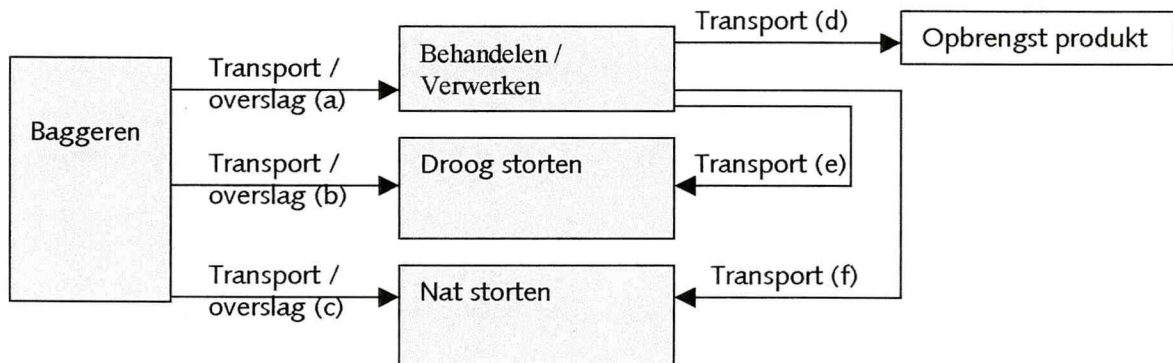 Baggeren
Transport /
overslag (a)
Transport /
overslag (b)
Transport /
overslag (c)
Behandelen /
Verwerken
Droog storten
Nat storten
Transport (d)
Transport (e)
Transport (f)
Opbrengst produkt